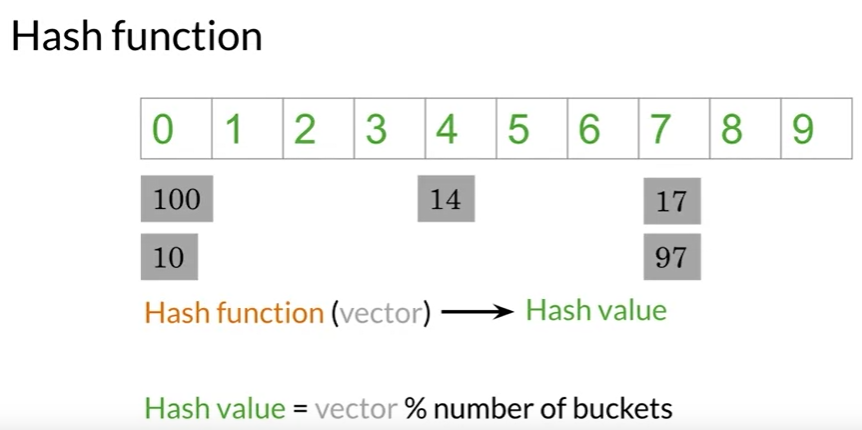 Hash function
0 1 2 3 4 5 6 7 8 9
100 14 17
10 97
Hash function (vector) → Hash value
Hash value = vector % number of buckets